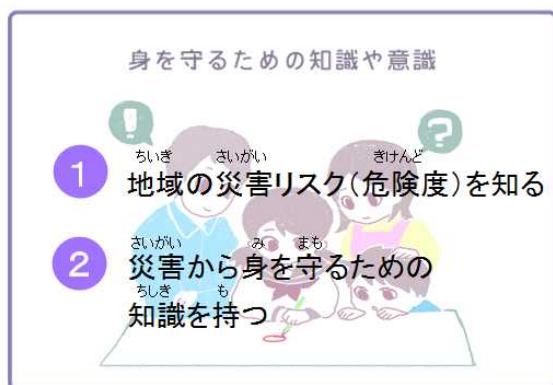 身を守るための知識や意識
!
?
ちいき さいがい きけんど
1 地域の災害リスク(危険度)を知る
さいがい み まも
2 災害から身を守るための
ちしき も
知識を持つ